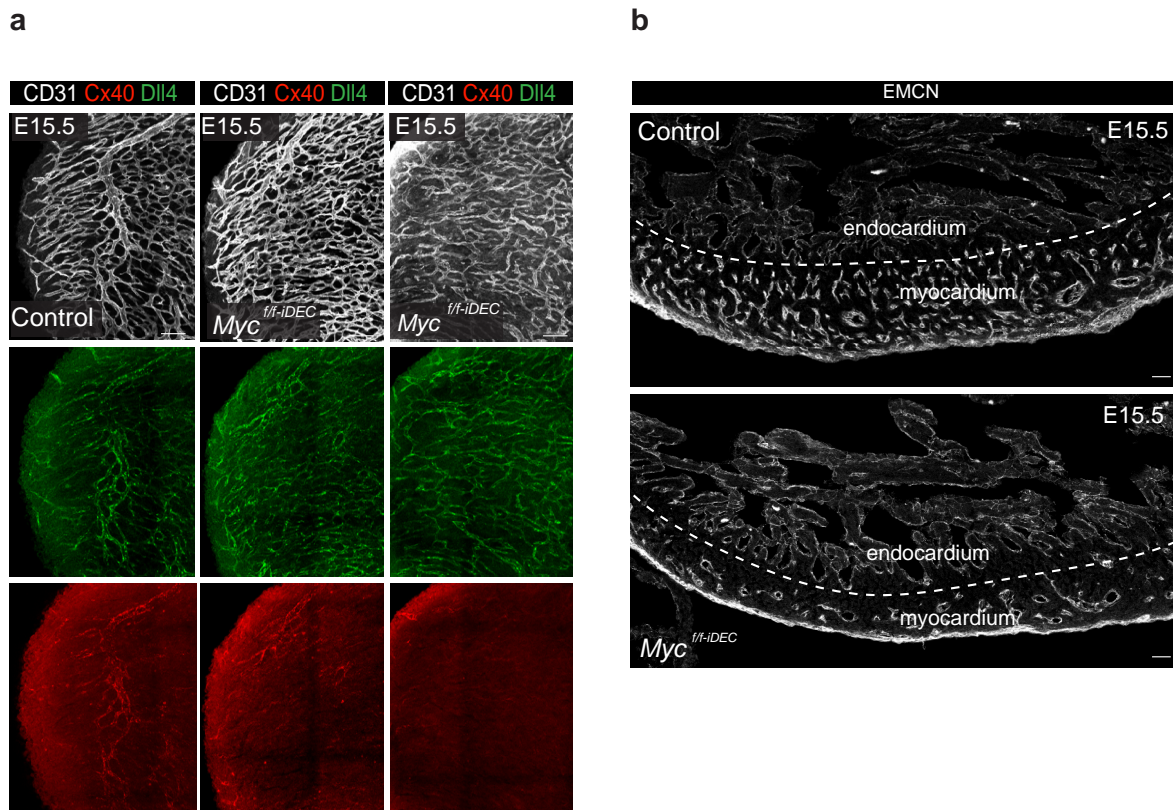 a
b
CD31 Cx40 Dll4
CD31 Cx40 Dll4
CD31 Cx40 Dll4
E15.5
E15.5
E15.5
Control
Myc f/f-iDEC
Myc f/f-iDEC
EMCN
Control
E15.5
endocardium
myocardium
E15.5
endocardium
myocardium
Myc f/f-iDEC